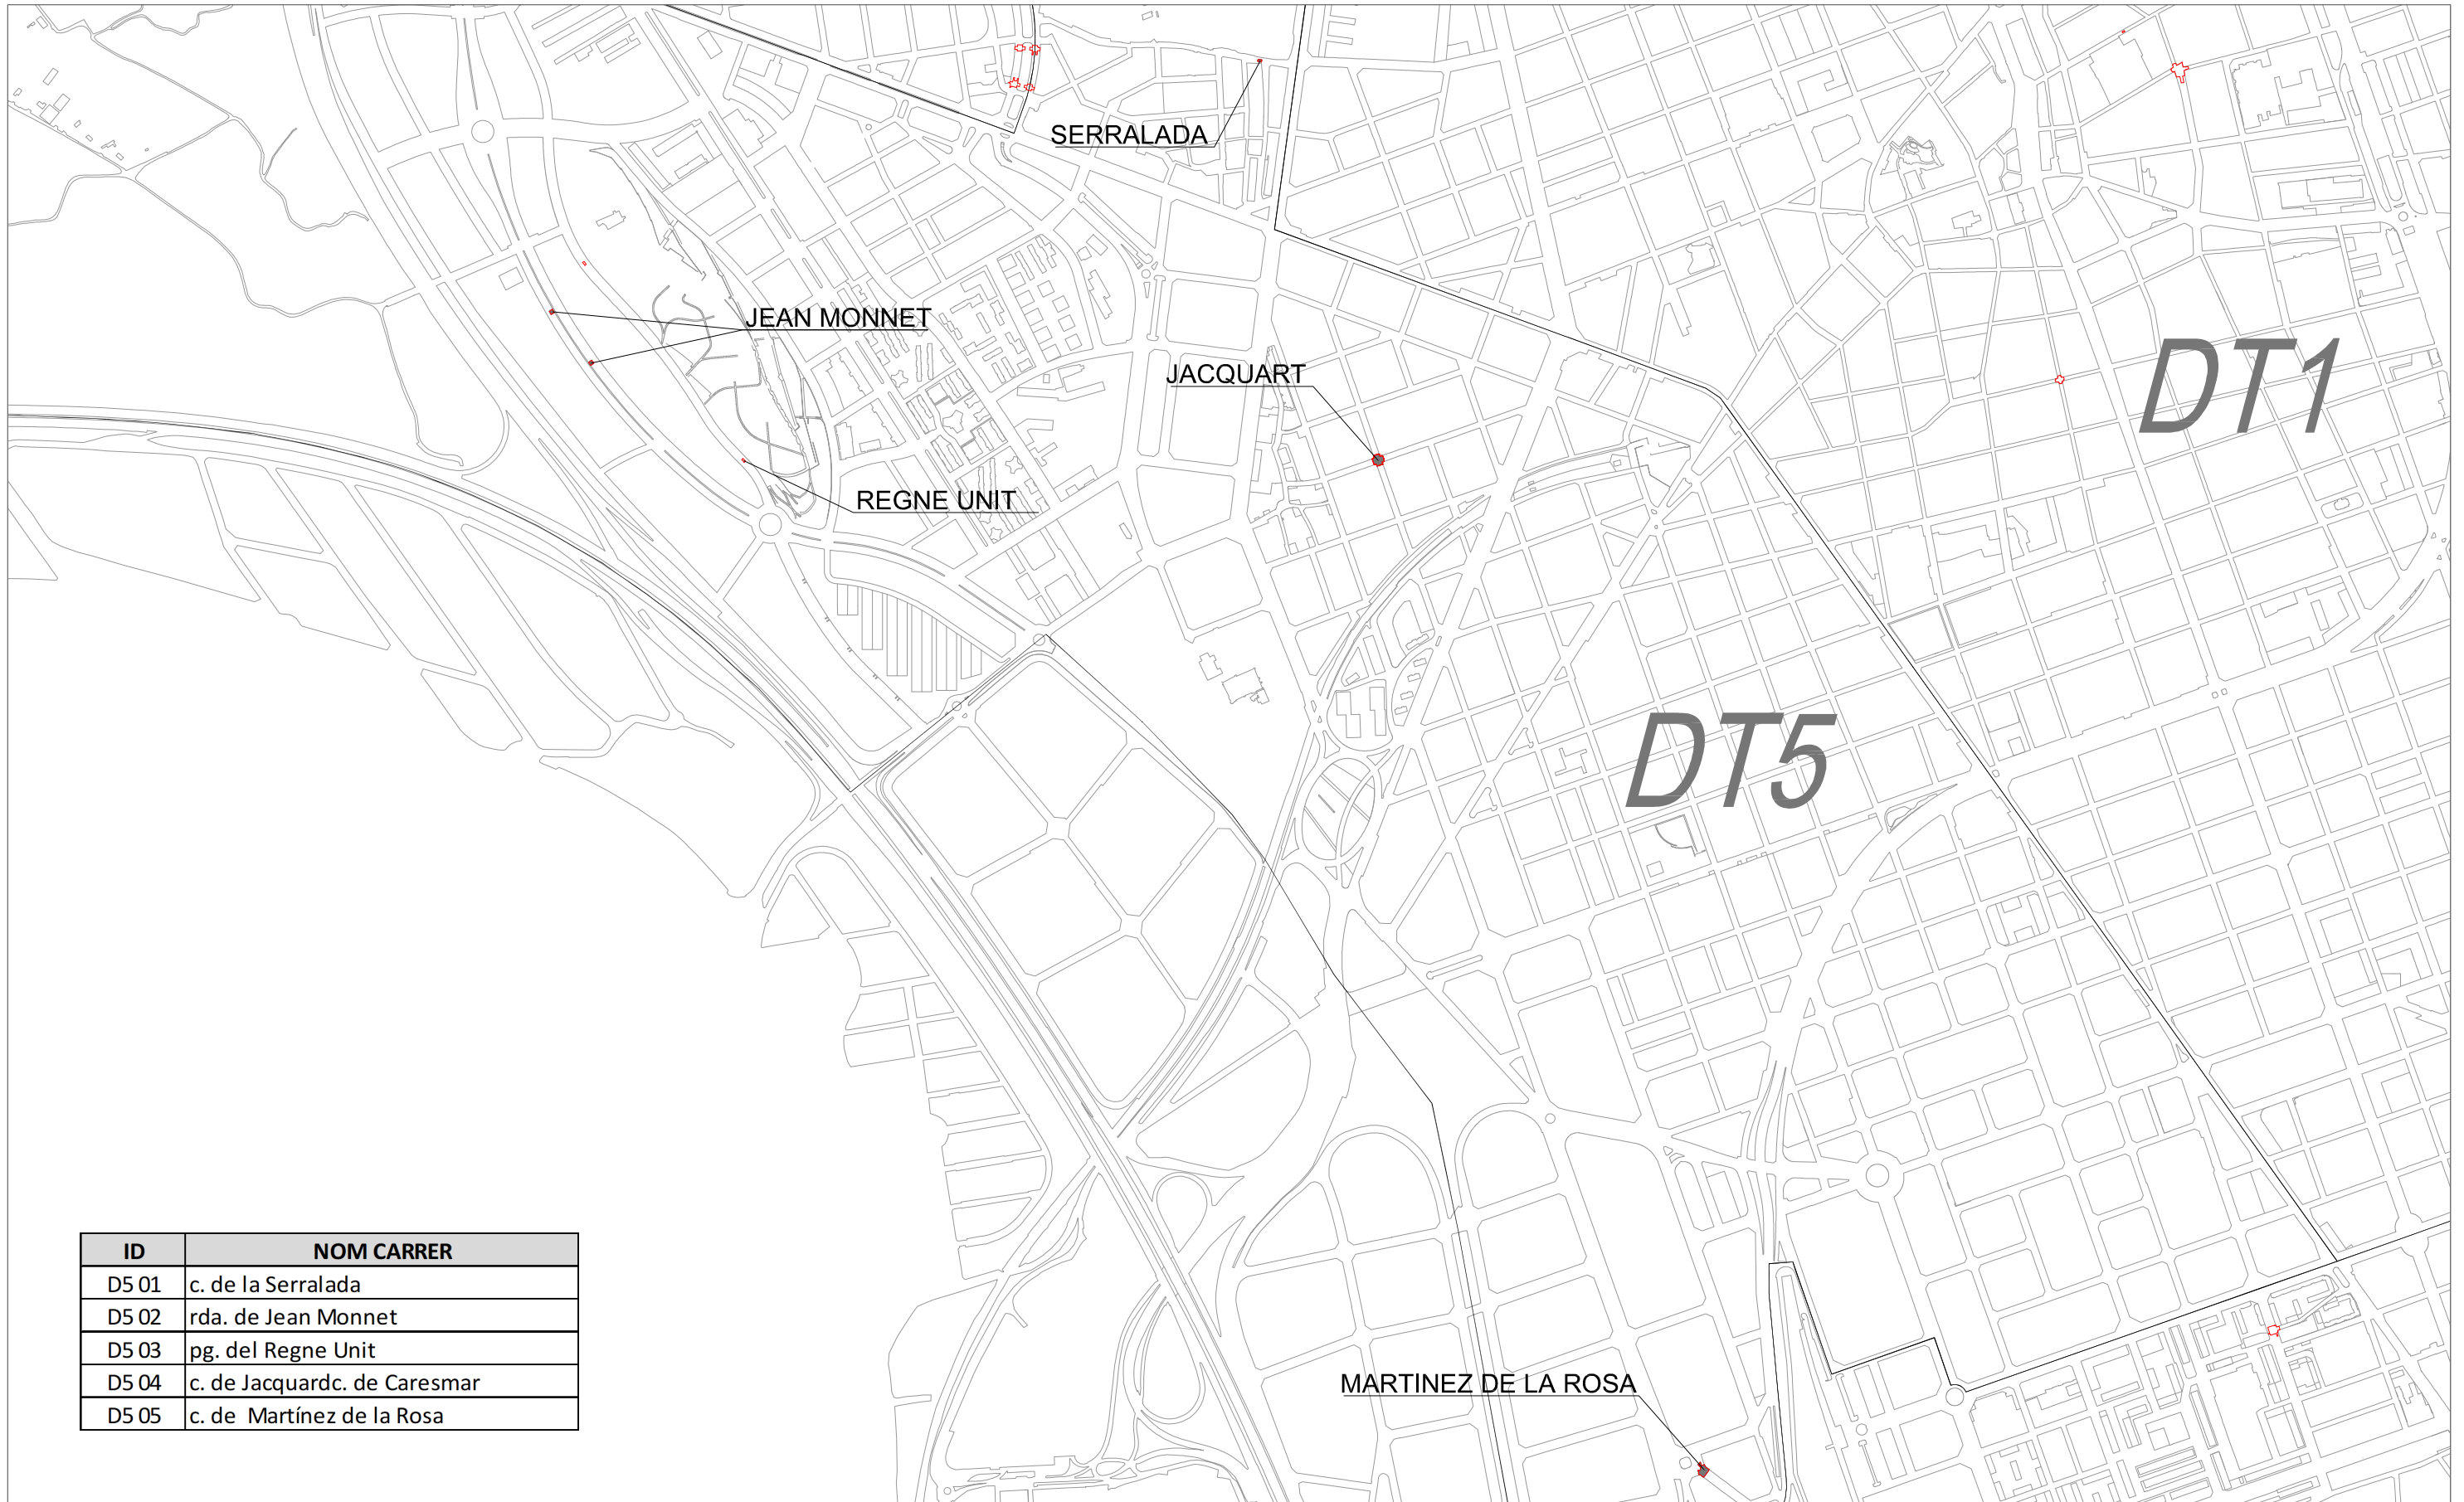 SERRALADA
JEAN MONNET
DT1
JACQUART
REGNE UNIT
DT5
ID NOM CARRER
D5 01 c. de la Serralada
D5 02 rda. de Jean Monnet
D5 03 pg. del Regne Unit
D5 04 c. de Jacquardc. de Caresmar
D5 05 c. de Martínez de la Rosa
MARTINEZ DE LA ROSA